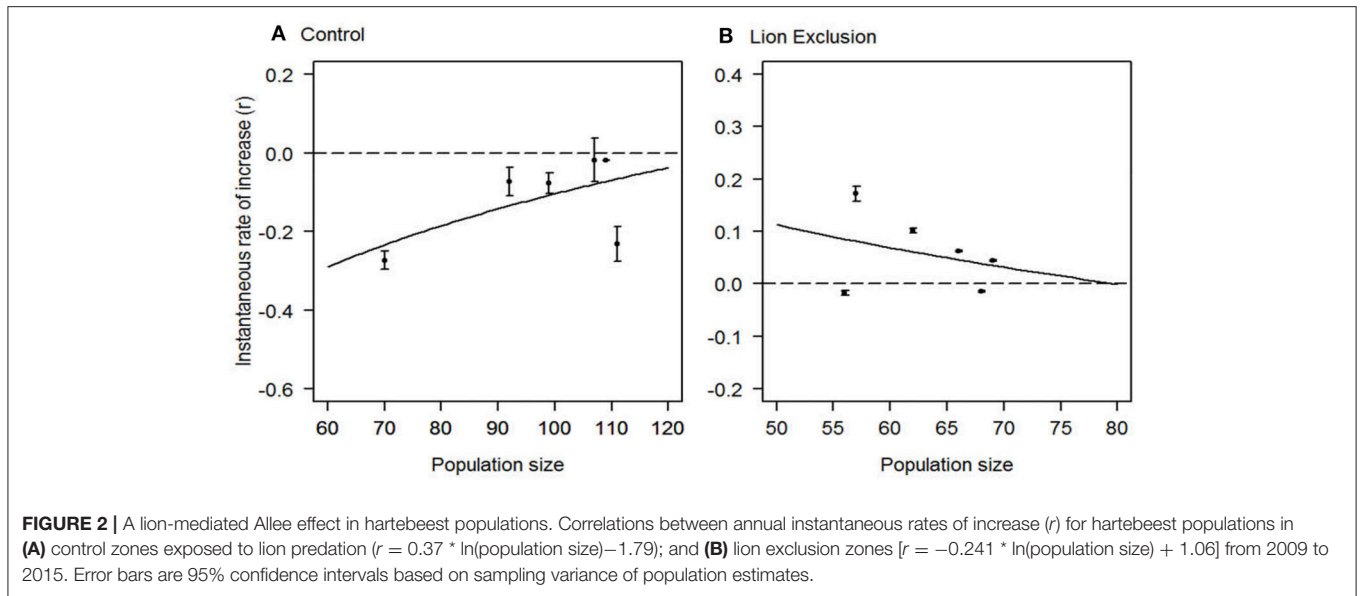 A Control
B Lion Exclusion
Instantaneous rate of increase (r)
0.2
0.0
-0.2
-0.4
-0.6
60 70 80 90 100 110 120
Population size
0.4
0.3
0.2
0.1
0.0
-0.1
-0.2
50 55 60 65 70 75 80
Population size
FIGURE 2 | A lion-mediated Allee effect in hartebeest populations. Correlations between annual instantaneous rates of increase (r) for hartebeest populations in
(A) control zones exposed to lion predation (r = 0.37 * ln(population size)−1.79); and (B) lion exclusion zones [r = −0.241 * ln(population size) + 1.06] from 2009 to
2015. Error bars are 95% confidence intervals based on sampling variance of population estimates.